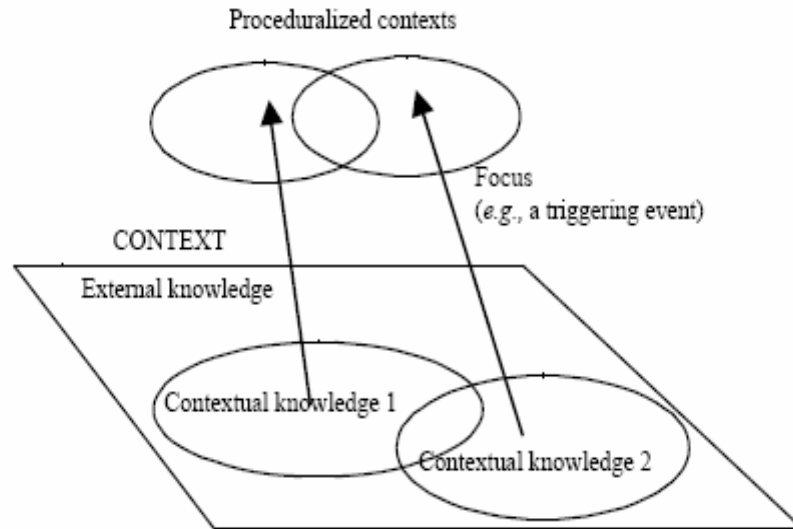 Proceduralized contexts
Focus
(e.g., a triggering event)
CONTEXT
External knowledge
Contextual knowledge 1
Contextual knowledge 2